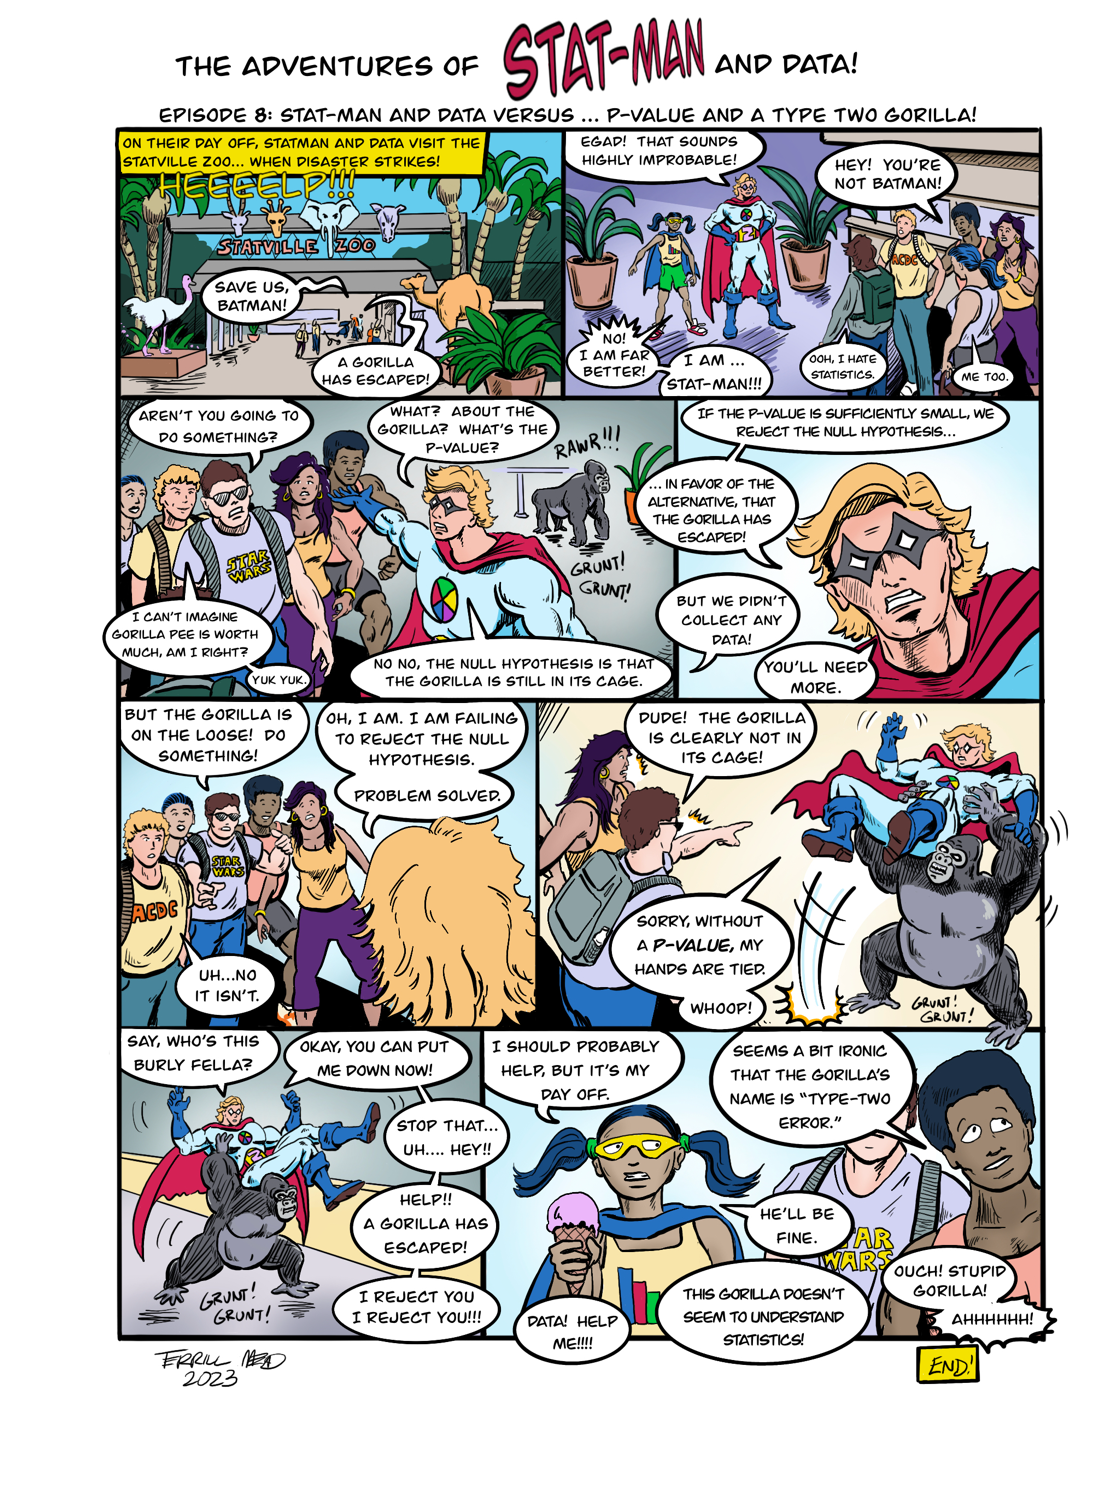 THE ADVENTURES OF STAT-MAN AND DATA!
EPISODE 8: STAT-MAN AND DATA VERSUS ... P-VALUE AND A TYPE TWO GORILLA!
ON THEIR DAY OFF, STATMAN AND DATA VISIT THE
STATVILLE ZOO... WHEN DISASTER STRIKES!
HEEEEELP!!!
STATVILLE ZOO
SAVE US,
BATMAN!
A GORILLA
HAS ESCAPED!
EGAD! THAT SOUNDS
HIGHLY IMPROBABLE!
HEY! YOU'RE
NOT BATMAN!
ACDC
NO!
I AM FAR
BETTER!
I AM ...
STAT-MAN!!!
OOH, I HATE
STATISTICS.
ME TOO.
AREN'T YOU GOING TO
DO SOMETHING?
WHAT? ABOUT THE
GORILLA? WHAT'S THE
P-VALUE?
RAWR!!!
GRUNT!
GRUNT!
STAR
WARS
I CAN'T IMAGINE
GORILLA PEE IS WORTH
MUCH, AM I RIGHT?
YUK YUK.
NO NO, THE NULL HYPOTHESIS IS THAT
THE GORILLA IS STILL IN ITS CAGE.
IF THE P-VALUE IS SUFFICIENTLY SMALL, WE
REJECT THE NULL HYPOTHESIS...
... IN FAVOR OF THE
ALTERNATIVE, THAT
THE GORILLA HAS
ESCAPED!
BUT WE DIDN'T
COLLECT ANY
DATA!
YOU'LL NEED
MORE.
BUT THE GORILLA IS
ON THE LOOSE! DO
SOMETHING!
OH, I AM. I AM FAILING
TO REJECT THE NULL
HYPOTHESIS.
PROBLEM SOLVED.
STAR
WARS
ACDC
UH...NO
IT ISN'T.
DUDE! THE GORILLA
IS CLEARLY NOT IN
ITS CAGE!
SORRY, WITHOUT
A P-VALUE, MY
HANDS ARE TIED.
WHOOP!
GRUNT!
GRUNT!
SAY, WHO'S THIS
BURLY FELLA?
OKAY, YOU CAN PUT
ME DOWN NOW!
STOP THAT...
UH.... HEY!!
HELP!!
A GORILLA HAS
ESCAPED!
I REJECT YOU
I REJECT YOU!!!
GRUNT!
GRUNT!
I SHOULD PROBABLY
HELP, BUT IT'S MY
DAY OFF.
SEEMS A BIT IRONIC
THAT THE GORILLA'S
NAME IS "TYPE-TWO
ERROR."
HE'LL BE
FINE.
STAR
WARS
DATA! HELP
ME!!!!
THIS GORILLA DOESN'T
SEEM TO UNDERSTAND
STATISTICS!
OUCH! STUPID
GORILLA!
AHHHHHH!
TERRILL MEAD
2023
END!